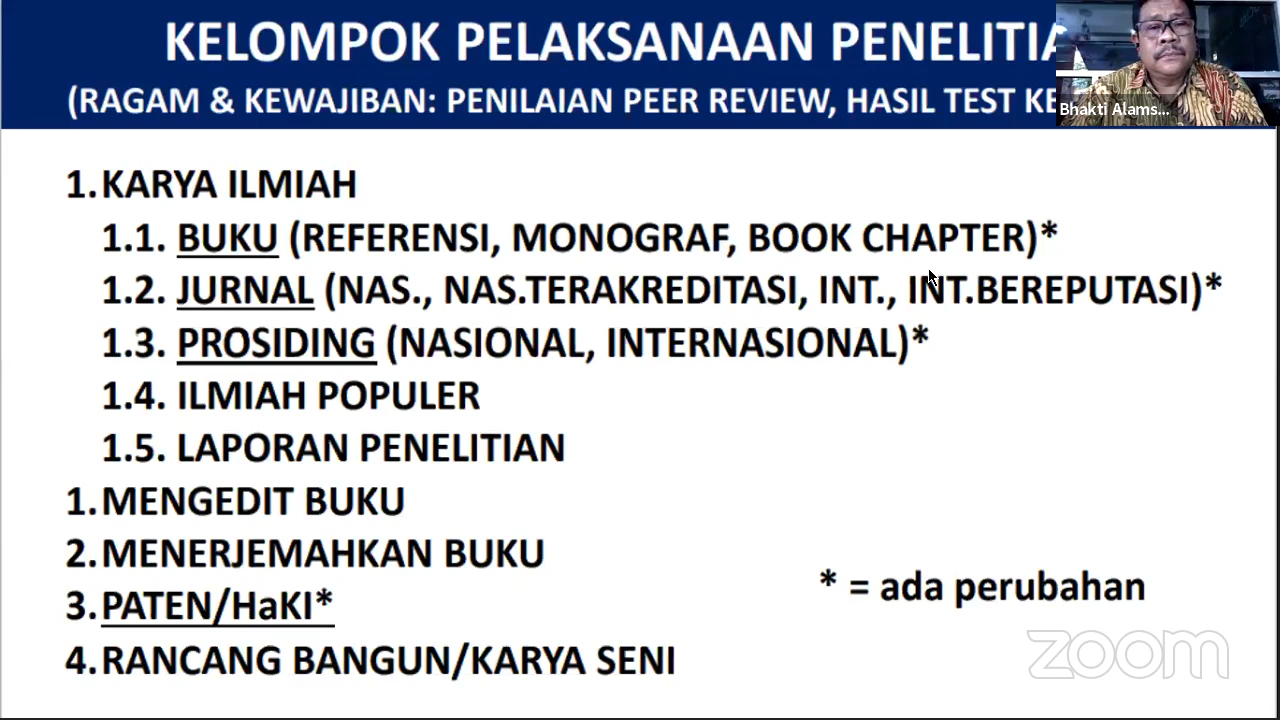 KELOMPOK PELAKSANAAN
(RAGAM & KEWAJIBAN: PENILAIAN PEER REVIEW, HASIL TEST
Bhakti Alams...
1. KARYA ILMIAH
1.1. BUKU (REFERENSI, MONOGRAF, BOOK CHAPTER)*
1.2. JURNAL (NAS., NAS.TERAKREDITASI, INT., INT.BEREPUTASI)*
1.3. PROSIDING (NASIONAL, INTERNASIONAL)*
1.4. ILMIAH POPULER
1.5. LAPORAN PENELITIAN
1. MENGEDIT BUKU
2. MENERJEMAHKAN BUKU
3. PATEN/HaKI*
4. RANCANG BANGUN/KARYA SENI
* = ada perubahan
zoom